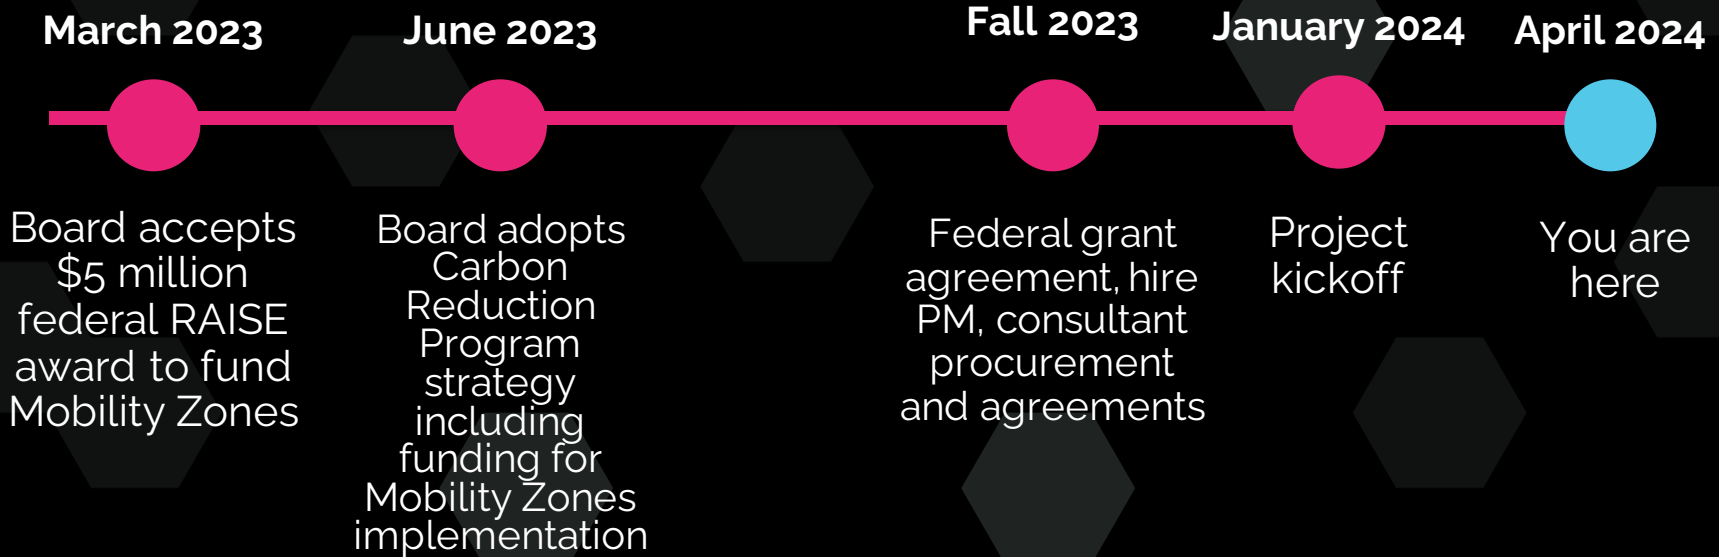 March 2023
Board accepts
$5 million
federal RAISE
award to fund
Mobility Zones
June 2023
Board adopts
Carbon
Reduction
Program
strategy
including
funding for
Mobility Zones
implementation
Fall 2023
Federal grant
agreement, hire
PM, consultant
procurement
and agreements
January 2024
Project
kickoff
April 2024
You are
here